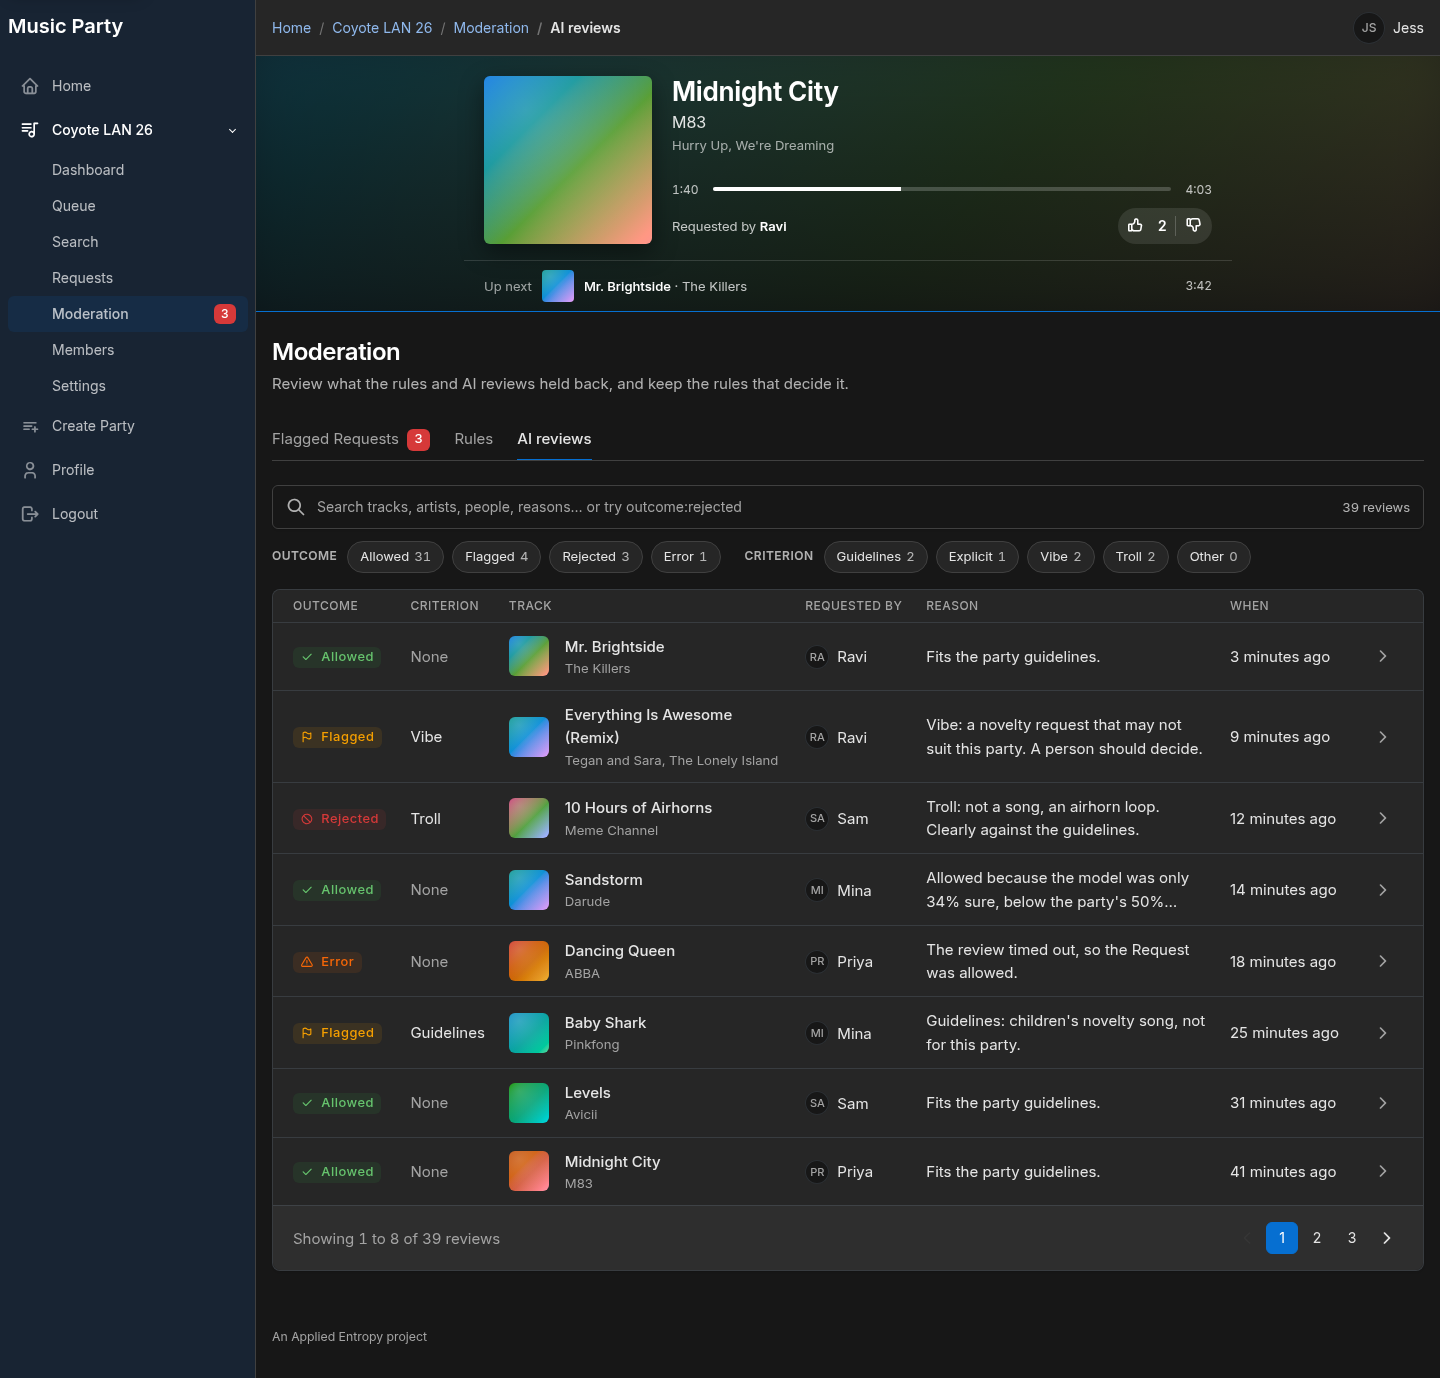 Music Party
Home
Coyote LAN 26
Dashboard
Queue
Search
Requests
Moderation 3
Members
Settings
Create Party
Profile
Logout
Home / Coyote LAN 26 / Moderation / AI reviews
JS Jess
Midnight City
M83
Hurry Up, We're Dreaming
1:40 4:03
Requested by Ravi 2
Up next Mr. Brightside · The Killers 3:42
Moderation
Review what the rules and AI reviews held back, and keep the rules that decide it.
Flagged Requests 3 Rules AI reviews
Search tracks, artists, people, reasons... or try outcome:rejected 39 reviews
OUTCOME Allowed 31 Flagged 4 Rejected 3 Error 1 CRITERION Guidelines 2 Explicit 1 Vibe 2 Troll 2 Other 0
OUTCOME CRITERION TRACK REQUESTED BY REASON WHEN
Allowed None Mr. Brightside RA Ravi Fits the party guidelines. 3 minutes ago
The Killers
Everything Is Awesome
(Remix)
Tegan and Sara, The Lonely Island
Flagged Vibe RA Ravi 9 minutes ago
Vibe: a novelty request that may not
suit this party. A person should decide.
Rejected Troll 10 Hours of Airhorns SA Sam 12 minutes ago
Meme Channel
Troll: not a song, an airhorn loop.
Clearly against the guidelines.
Allowed None Sandstorm MI Mina 14 minutes ago
Darude
Allowed because the model was only
34% sure, below the party's 50%...
Error None Dancing Queen PR Priya 18 minutes ago
ABBA
The review timed out, so the Request
was allowed.
Flagged Guidelines Baby Shark MI Mina 25 minutes ago
Pinkfong
Guidelines: children's novelty song, not
for this party.
Allowed None Levels SA Sam Fits the party guidelines. 31 minutes ago
Avicii
Allowed None Midnight City PR Priya Fits the party guidelines. 41 minutes ago
M83
Showing 1 to 8 of 39 reviews 1 2 3
An Applied Entropy project